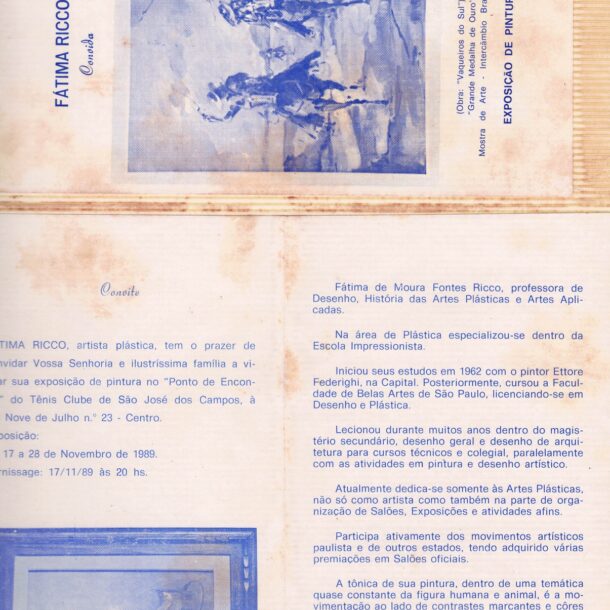 FÁTIMA RICCO
Convida
(Obra: "Vaqueiros do Sul")
"Grande Medalha de Ouro"
Mostra de Arte - Intercâmbio Bra
EXPOSIÇÃO DE PINTUR
Convite
TIMA RICCO, artista plástica, tem o prazer de
nvidar Vossa Senhoria e ilustríssima família a vi-
ar sua exposição de pintura no "Ponto de Encon-
" do Tênis Clube de São José dos Campos, à
Nove de Julho n.º 23 - Centro.
posição:
17 a 28 de Novembro de 1989.
rnissage: 17/11/89 às 20 hs.
Fátima de Moura Fontes Ricco, professora de
Desenho, História das Artes Plásticas e Artes Apli-
cadas.
Na área de Plástica especializou-se dentro da
Escola Impressionista.
Iniciou seus estudos em 1962 com o pintor Ettore
Federighi, na Capital. Posteriormente, cursou a Facul-
dade de Belas Artes de São Paulo, licenciando-se em
Desenho e Plástica.
Lecionou durante muitos anos dentro do magis-
tério secundário, desenho geral e desenho de arqui-
tetura para cursos técnicos e colegial, paralelamente
com as atividades em pintura e desenho artístico.
Atualmente dedica-se somente às Artes Plásticas,
não só como artista como também na parte de orga-
nização de Salões, Exposições e atividades afins.
Participa ativamente dos movimentos artísticos
paulista e de outros estados, tendo adquirido várias
premiações em Salões oficiais.
A tônica de sua pintura, dentro de uma temática
quase constante da figura humana e animal, é a mo-
vimentação ao lado de contrastes marcantes e côres